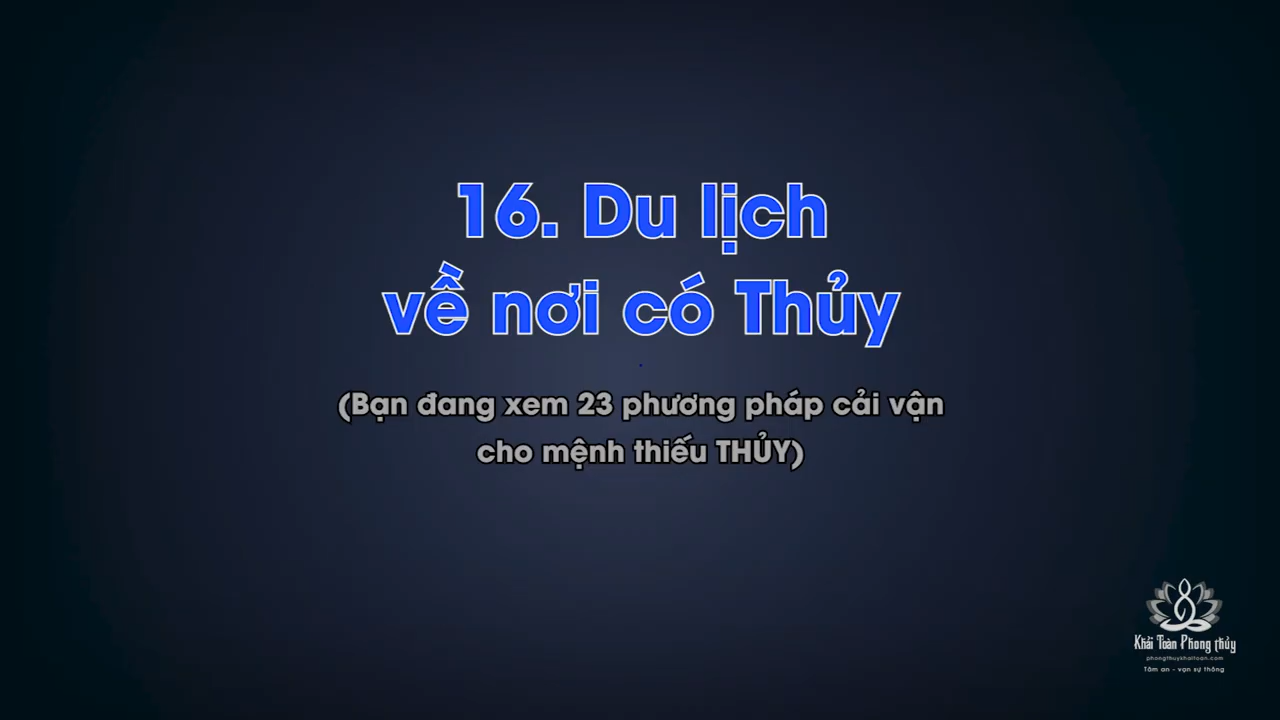 16. Du lịch
về nơi có Thủy
(Bạn đang xem 23 phương pháp cải vận
cho mệnh thiếu THỦY)
Khải Toàn Phong thủy
phongthuykhaitoan.com
Tâm an - vạn sự thông